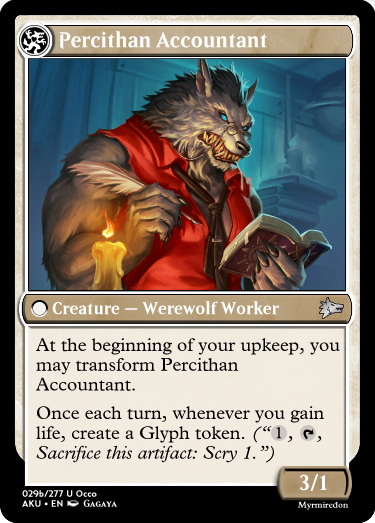 Percithan Accountant
Creature — Werewolf Worker
At the beginning of your upkeep, you
may transform Percithan
Accountant.
Once each turn, whenever you gain
life, create a Glyph token. (“1, T,
Sacrifice this artifact: Scry 1.”)
3/1
029b/277 U Occo
AKU • EN Gagaya
Myrmiredon